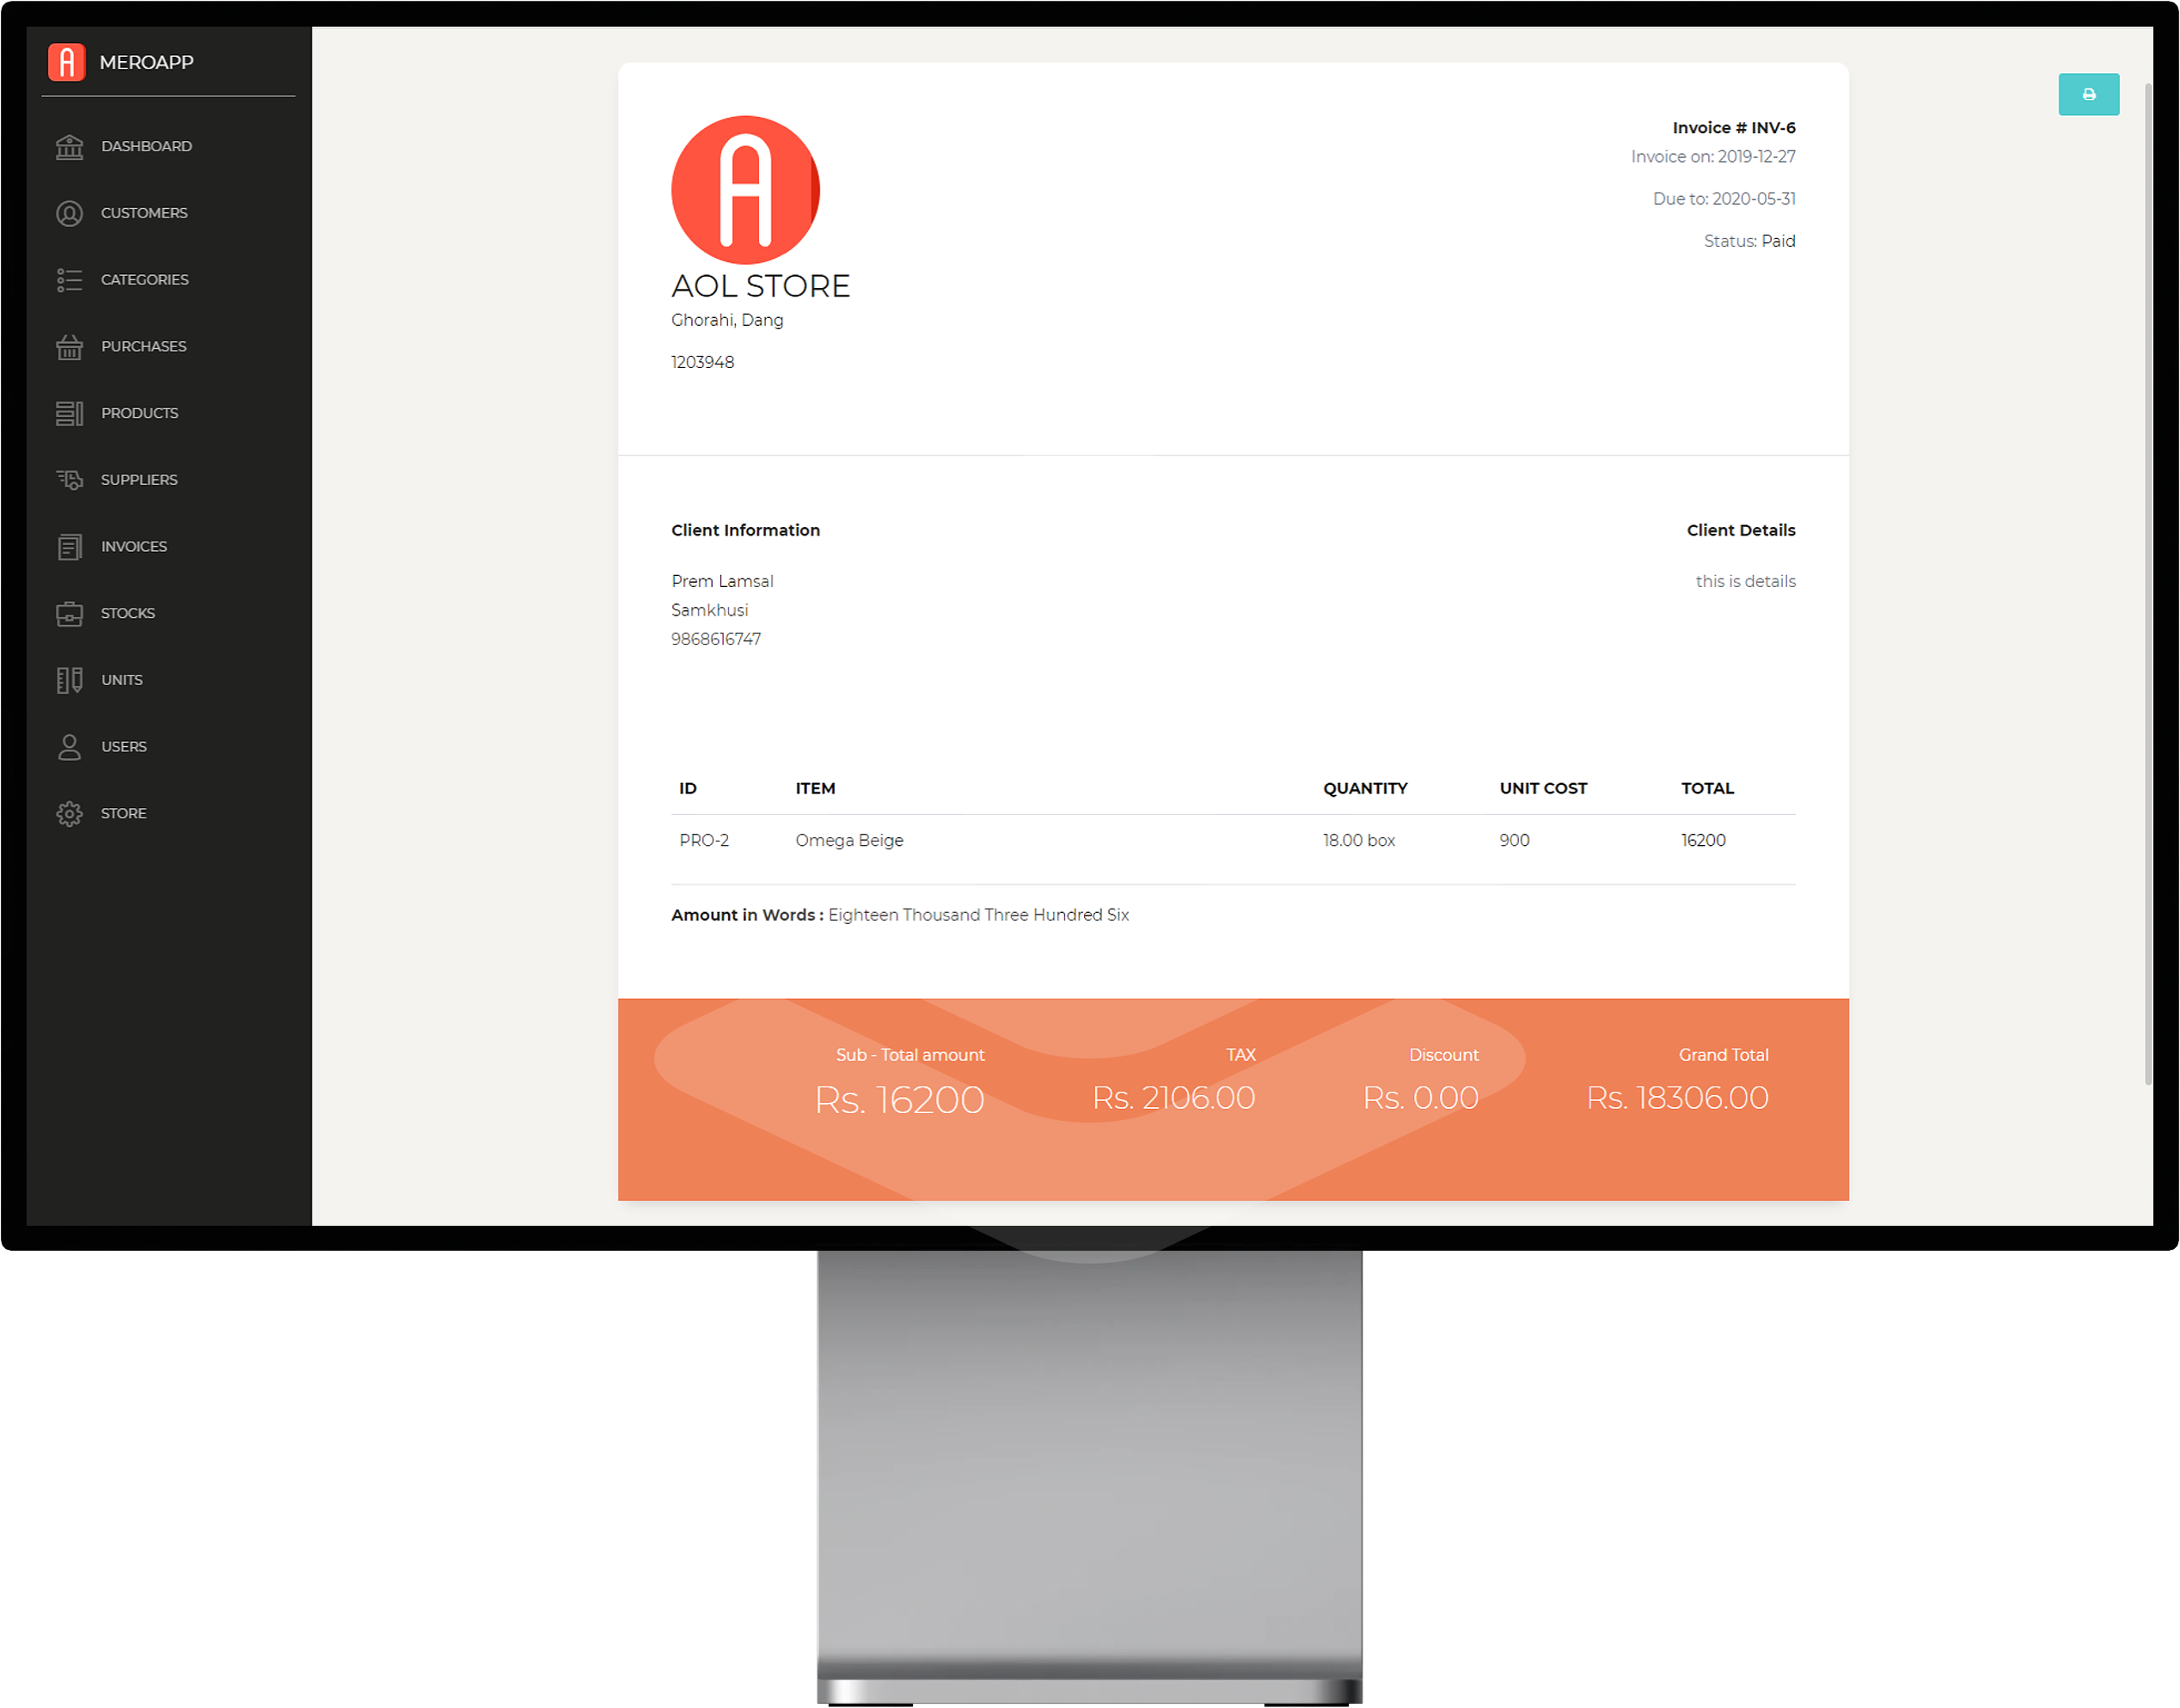 MEROAPP
DASHBOARD
CUSTOMERS
CATEGORIES
PURCHASES
PRODUCTS
SUPPLIERS
INVOICES
STOCKS
UNITS
USERS
STORE
A
AOL STORE
Ghorahi, Dang
1203948
Invoice # INV-6
Invoice on: 2019-12-27
Due to: 2020-05-31
Status: Paid
Client Information
Prem Lamsal
Samkhusi
9868616747
Client Details
this is details
ID ITEM QUANTITY UNIT COST TOTAL
PRO-2 Omega Beige 18.00 box 900 16200
Amount in Words : Eighteen Thousand Three Hundred Six
Sub - Total amount TAX Discount Grand Total
Rs. 16200 Rs. 2106.00 Rs. 0.00 Rs. 18306.00